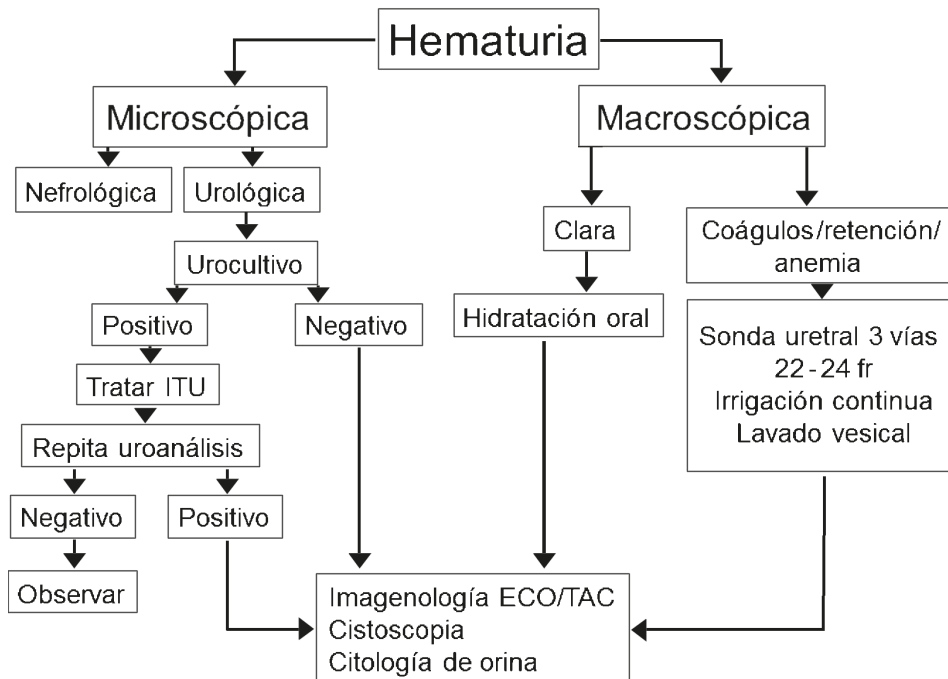 Hematuria
Microscópica
Macroscópica
Nefrológica
Urológica
Clara
Coágulos/retención/
anemia
Urocultivo
Positivo
Negativo
Hidratación oral
Sonda uretral 3 vías
22-24 fr
Irrigación continua
Lavado vesical
Tratar ITU
Repita uroanálisis
Negativo
Positivo
Observar
Imagenología ECO/TAC
Cistoscopia
Citología de orina